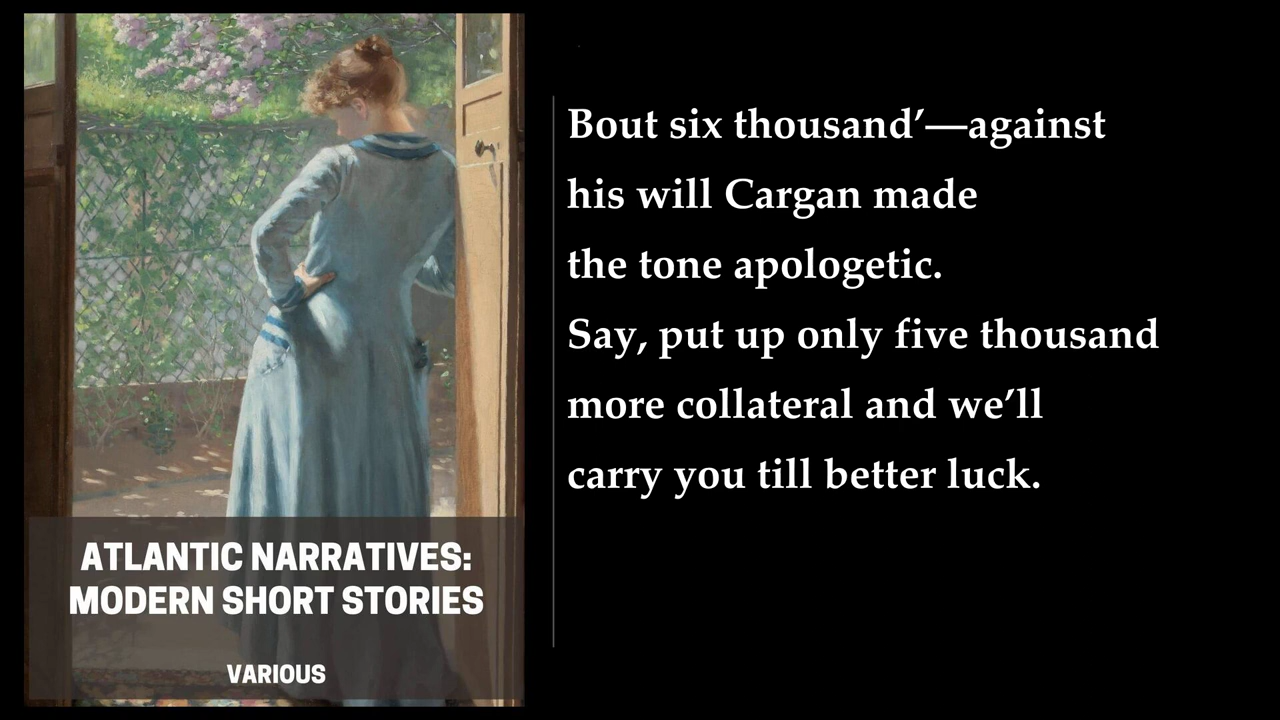 Bout six thousand’—against
his will Cargan made
the tone apologetic.
Say, put up only five thousand
more collateral and we’ll
carry you till better luck.
ATLANTIC NARRATIVES:
MODERN SHORT STORIES
VARIOUS